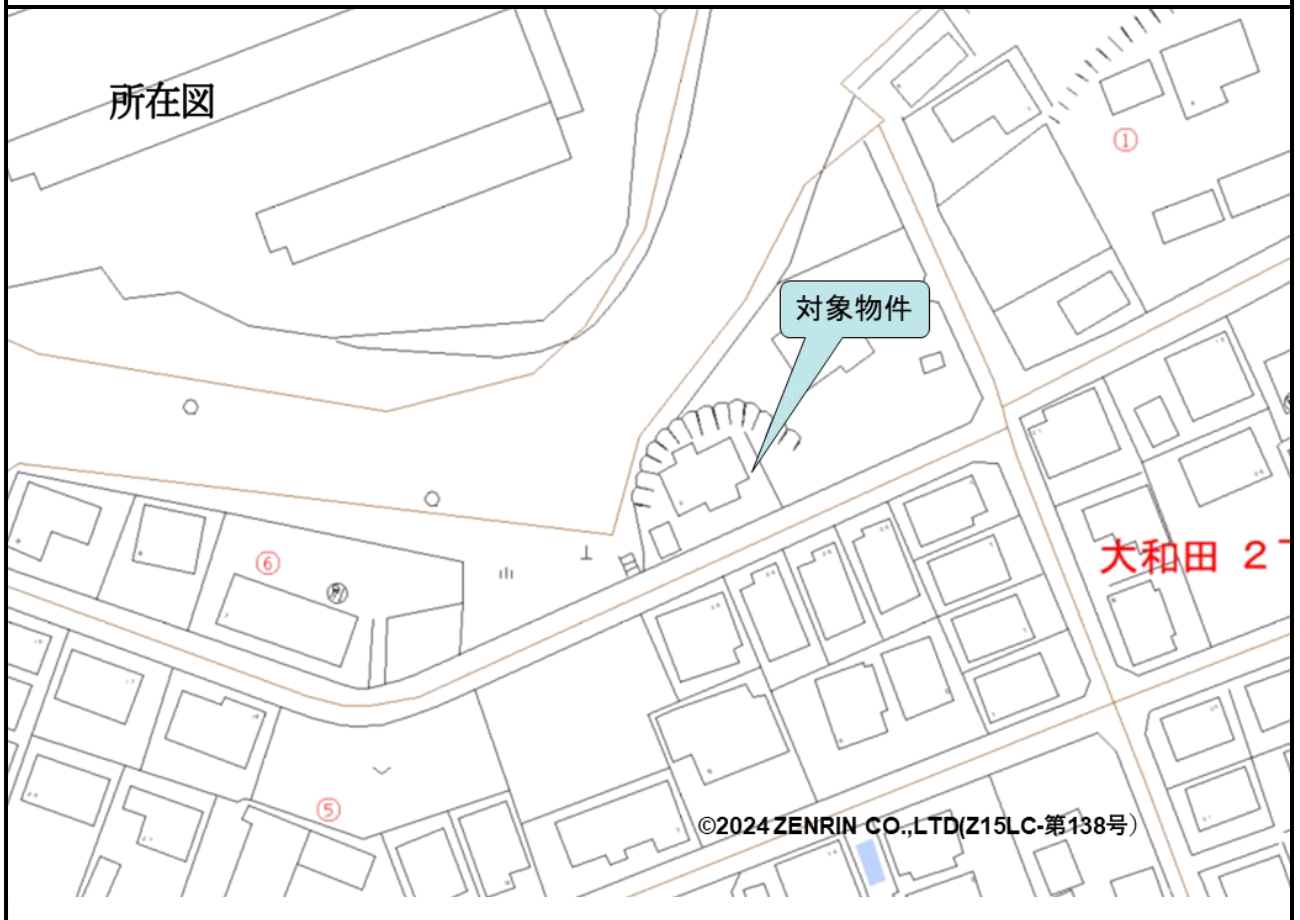 所在図
①
対象物件
大和田 2
⑥
⑤
©2024 ZENRIN CO.,LTD(Z15LC-第138号)